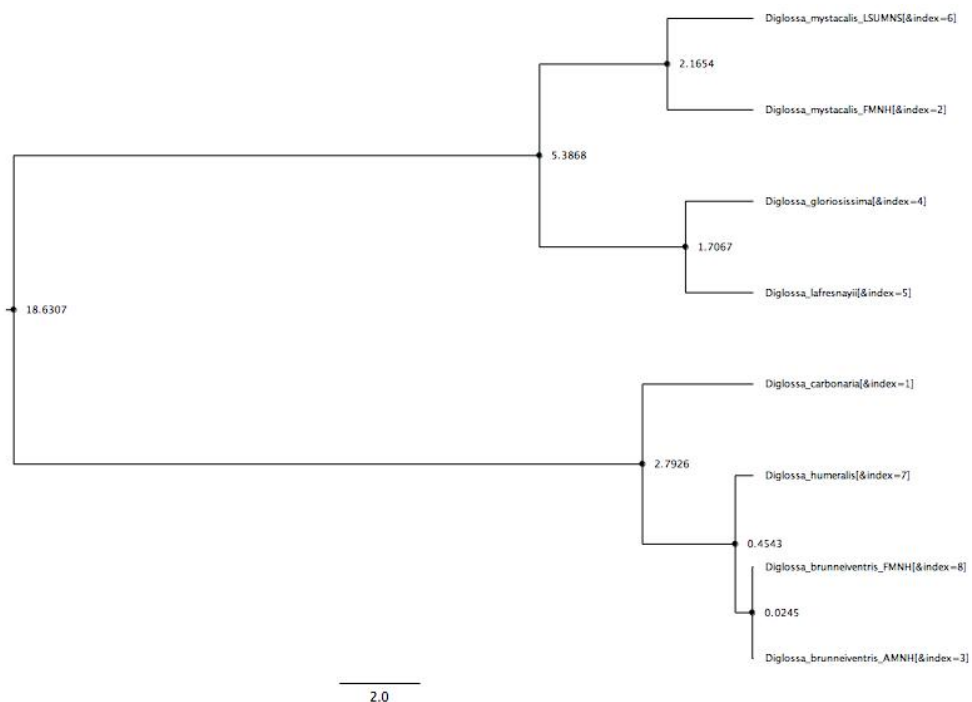 Diglossa_mystacalis_LSUMNS[&index=6]
2.1654
Diglossa_mystacalis_FMNH[&index=2]
5.3868
Diglossa_gloriosissima[&index=4]
1.7067
Diglossa_lafresnayii[&index=5]
18.6307
Diglossa_carbonaria[&index=1]
2.7926
Diglossa_humeralis[&index=7]
0.4543
Diglossa_brunneiventris_FMNH[&index=8]
0.0245
Diglossa_brunneiventris_AMNH[&index=3]
2.0